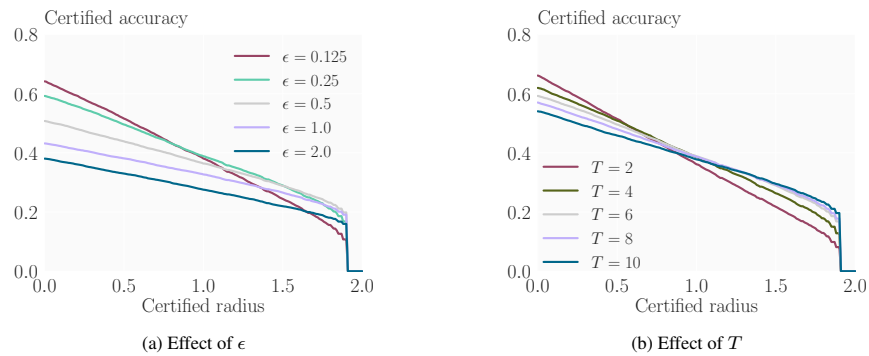 Certified accuracy
0.8
0.6
0.4
0.2
0.0
0.0 0.5 1.0 1.5 2.0
Certified radius
ϵ = 0.125
ϵ = 0.25
ϵ = 0.5
ϵ = 1.0
ϵ = 2.0
(a) Effect of ϵ
Certified accuracy
0.8
0.6
0.4
0.2
0.0
0.0 0.5 1.0 1.5 2.0
Certified radius
T = 2
T = 4
T = 6
T = 8
T = 10
(b) Effect of T